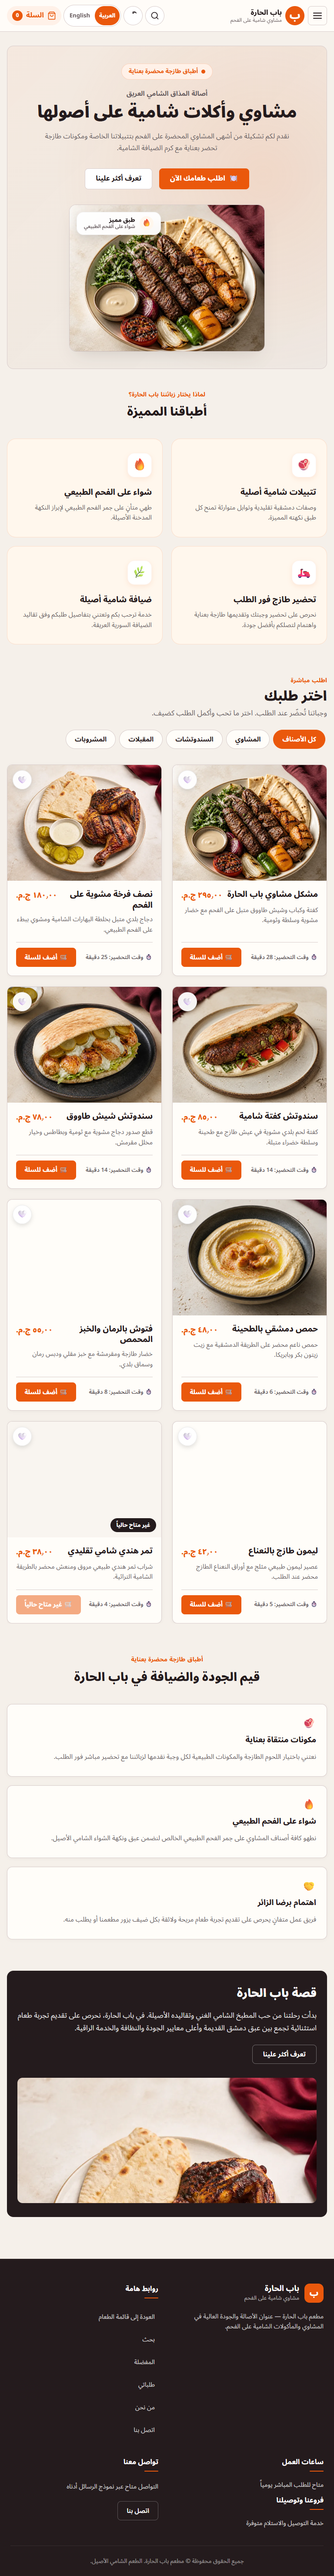 باب الحارة
مشاوي شامية على الفحم
العربية
English
السلة
0
أطباق طازجة محضرة بعناية
أصالة المذاق الشامي العريق
مشاوي وأكلات شامية على أصولها
نقدم لكم تشكيلة من أشهى المشاوي المحضرة على الفحم بتتبيلاتنا الخاصة ومكونات طازجة
تحضر بعناية مع كرم الضيافة الشامية.
اطلب طعامك الآن
تعرف أكثر علينا
طبق مميز
شواء على الفحم الطبيعي
لماذا يختار زبائننا باب الحارة؟
أطباقنا المميزة
تتبيلات شامية أصلية
وصفات دمشقية تقليدية وتوابل متوازنة تمنح كل
طبق نكهته المميزة.
شواء على الفحم الطبيعي
طهي متأنٍ على جمر الفحم الطبيعي لإبراز النكهة
المدخنة الأصيلة.
تحضير طازج فور الطلب
نحرص على تحضير وجبتك وتقديمها طازجة بعناية
واهتمام لتصلكم بأفضل جودة.
ضيافة شامية أصيلة
خدمة ترحب بكم وتعتني بتفاصيل طلبكم وفق تقاليد
الضيافة السورية العريقة.
اطلب مباشرة
اختر طلبك
وجباتنا تُحضّر عند الطلب. اختر ما تحب وأكمل الطلب كضيف.
كل الأصناف
المشاوي
السندوتشات
المقبلات
المشروبات
مشكل مشاوي باب الحارة
٢٩٥,٠٠ ج.م.
كفتة وكباب وشيش طاووق متبل على الفحم مع خضار
مشوية وسلطة وثومية.
وقت التحضير: 28 دقيقة
أضف للسلة
نصف فرخة مشوية على
الفحم
١٨٠,٠٠ ج.م.
دجاج بلدي متبل بخلطة البهارات الشامية ومشوي ببطء
على الفحم الطبيعي.
وقت التحضير: 25 دقيقة
أضف للسلة
سندوتش كفتة شامية
٨٥,٠٠ ج.م.
كفتة لحم بلدي مشوية في عيش طازج مع طحينة
وسلطة خضراء متبلة.
وقت التحضير: 14 دقيقة
أضف للسلة
سندوتش شيش طاووق
٧٨,٠٠ ج.م.
قطع صدور دجاج مشوية مع ثومية وبطاطس وخيار
مخلل مقرمش.
وقت التحضير: 14 دقيقة
أضف للسلة
حمص دمشقي بالطحينة
٤٨,٠٠ ج.م.
حمص ناعم محضر على الطريقة الدمشقية مع زيت
زيتون بكر وبابريكا.
وقت التحضير: 6 دقيقة
أضف للسلة
فتوش بالرمان والخبز
المحمص
٥٥,٠٠ ج.م.
خضار طازجة ومقرمشة مع خبز مقلي ودبس رمان
وسماق بلدي.
وقت التحضير: 8 دقيقة
أضف للسلة
ليمون طازج بالنعناع
٤٢,٠٠ ج.م.
عصير ليمون طبيعي مثلج مع أوراق النعناع الطازج
محضر عند الطلب.
وقت التحضير: 5 دقيقة
أضف للسلة
غير متاح حالياً
تمر هندي شامي تقليدي
٣٨,٠٠ ج.م.
شراب تمر هندي طبيعي مروق ومنعش محضر بالطريقة
الشامية التراثية.
وقت التحضير: 4 دقيقة
غير متاح حالياً
أطباق طازجة محضرة بعناية
قيم الجودة والضيافة في باب الحارة
مكونات منتقاة بعناية
نعتني باختيار اللحوم الطازجة والمكونات الطبيعية لكل وجبة نقدمها لزبائننا مع تحضير مباشر فور الطلب.
شواء على الفحم الطبيعي
نطهو كافة أصناف المشاوي على جمر الفحم الطبيعي الخالص لنضمن عبق ونكهة الشواء الشامي الأصيل.
اهتمام برضا الزائر
فريق عمل متفانٍ يحرص على تقديم تجربة طعام مريحة ولائقة بكل ضيف يزور مطعمنا أو يطلب منه.
قصة باب الحارة
بدأت رحلتنا من حب المطبخ الشامي الغني وتقاليده الأصيلة. في باب الحارة، نحرص على تقديم تجربة طعام
استثنائية تجمع بين عبق دمشق القديمة وأعلى معايير الجودة والنظافة والخدمة الراقية.
تعرف أكثر علينا
ب
باب الحارة
مشاوي شامية على الفحم
مطعم باب الحارة — عنوان الأصالة والجودة العالية في
المشاوي والمأكولات الشامية على الفحم.
روابط هامة
العودة إلى قائمة الطعام
بحث
المفضلة
طلباتي
من نحن
اتصل بنا
ساعات العمل
متاح للطلب المباشر يومياً
فروعنا وتوصيلنا
خدمة التوصيل والاستلام متوفرة
تواصل معنا
التواصل متاح عبر نموذج الرسائل أدناه
اتصل بنا
جميع الحقوق محفوظة © مطعم باب الحارة. الطعم الشامي الأصيل.